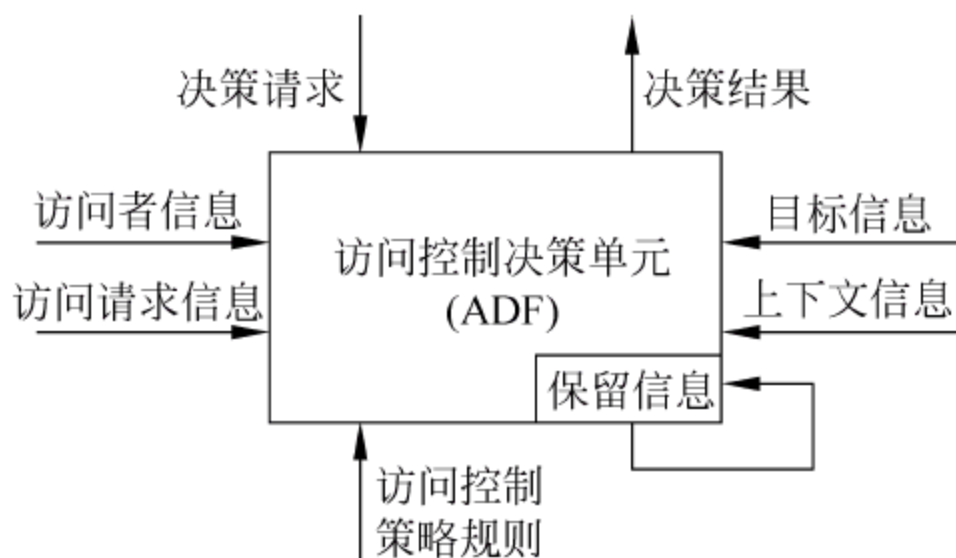 决策请求
决策结果
访问者信息
目标信息
访问控制决策单元
(ADF)
访问请求信息
上下文信息
保留信息
访问控制
策略规则